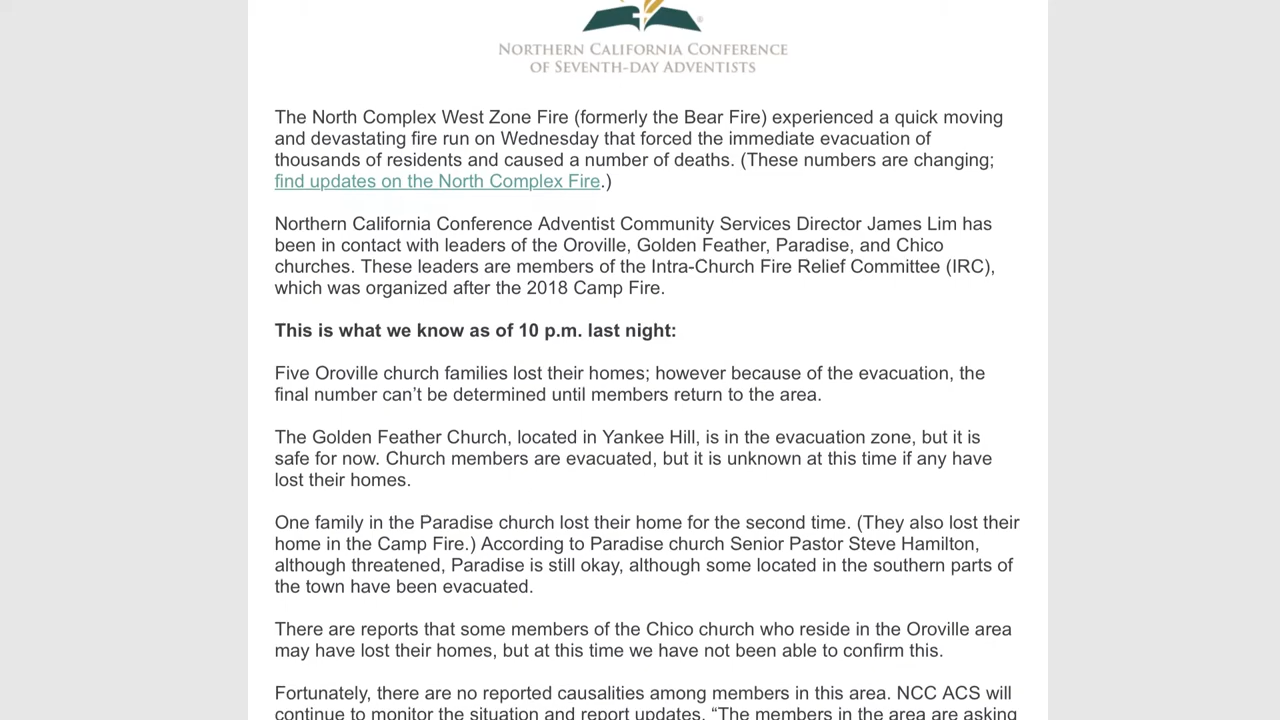 ®
NORTHERN CALIFORNIA CONFERENCE
OF SEVENTH-DAY ADVENTISTS
The North Complex West Zone Fire (formerly the Bear Fire) experienced a quick moving
and devastating fire run on Wednesday that forced the immediate evacuation of
thousands of residents and caused a number of deaths. (These numbers are changing;
find updates on the North Complex Fire.)
Northern California Conference Adventist Community Services Director James Lim has
been in contact with leaders of the Oroville, Golden Feather, Paradise, and Chico
churches. These leaders are members of the Intra-Church Fire Relief Committee (IRC),
which was organized after the 2018 Camp Fire.
This is what we know as of 10 p.m. last night:
Five Oroville church families lost their homes; however because of the evacuation, the
final number can’t be determined until members return to the area.
The Golden Feather Church, located in Yankee Hill, is in the evacuation zone, but it is
safe for now. Church members are evacuated, but it is unknown at this time if any have
lost their homes.
One family in the Paradise church lost their home for the second time. (They also lost their
home in the Camp Fire.) According to Paradise church Senior Pastor Steve Hamilton,
although threatened, Paradise is still okay, although some located in the southern parts of
the town have been evacuated.
There are reports that some members of the Chico church who reside in the Oroville area
may have lost their homes, but at this time we have not been able to confirm this.
Fortunately, there are no reported causalities among members in this area. NCC ACS will
continue to monitor the situation and report updates. “The members in the area are asking